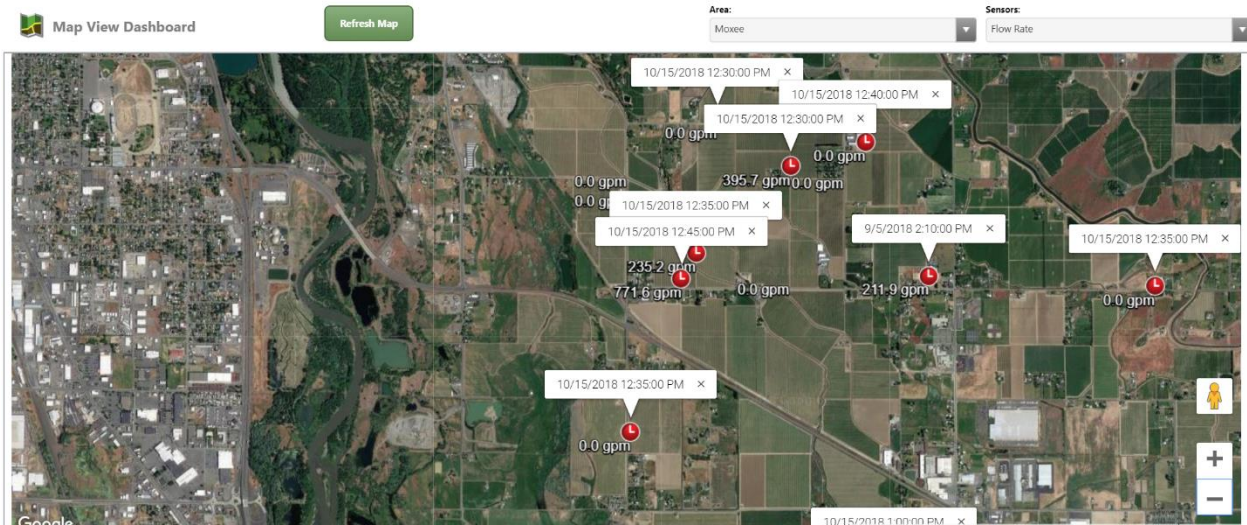 Map View Dashboard
Refresh Map
Area:
Moxee
Sensors:
Flow Rate
10/15/2018 12:30:00 PM ×
10/15/2018 12:40:00 PM ×
10/15/2018 12:30:00 PM ×
0.0 gpm
0.0 gpm
395.7 gpm
0.0 gpm
0.0 gpm
0.0 gp
10/15/2018 12:35:00 PM ×
10/15/2018 12:45:00 PM ×
9/5/2018 2:10:00 PM ×
10/15/2018 12:35:00 PM ×
235.2 gpm
771.6 gpm
0.0 gpm
211.9 gpm
0.0 gpm
10/15/2018 12:35:00 PM ×
0.0 gpm
+
−
Google
10/15/2018 1:00:00 PM ×